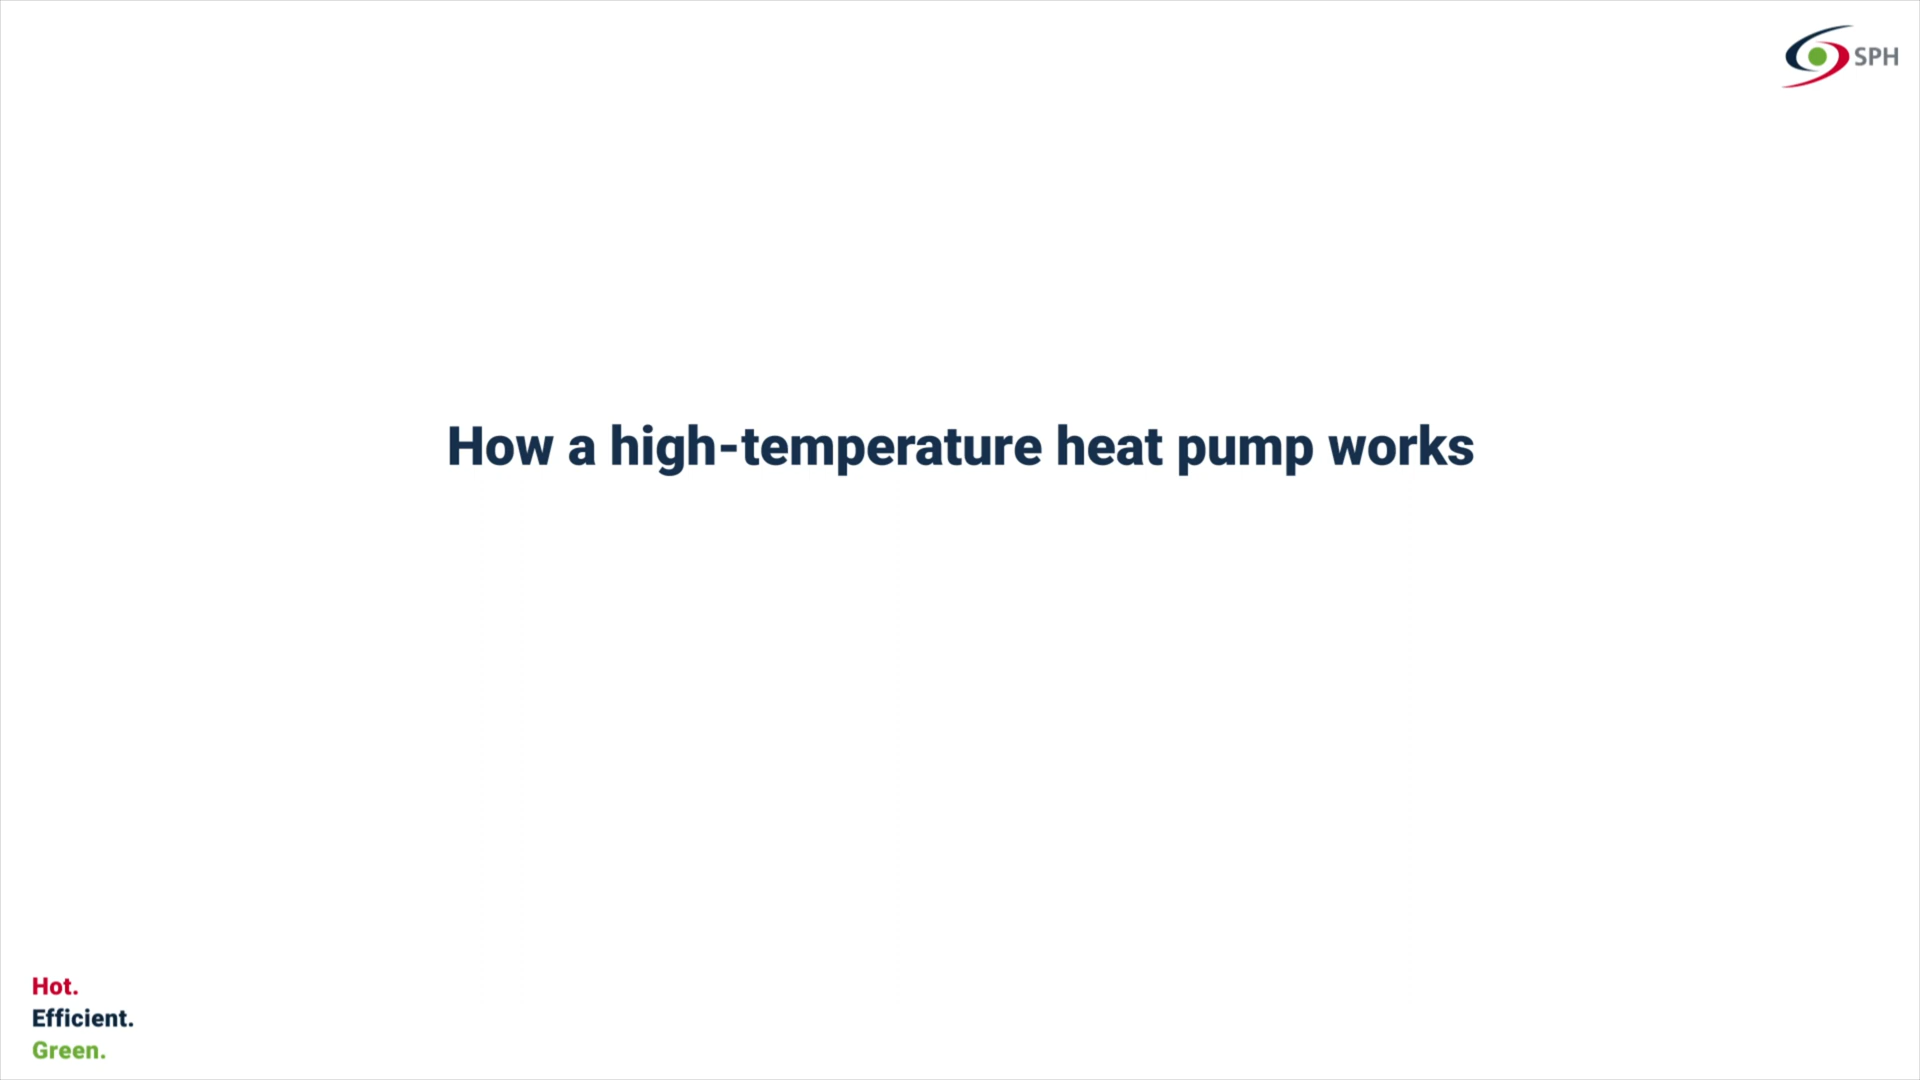 SPH
How a high-temperature heat pump works
Hot.
Efficient.
Green.